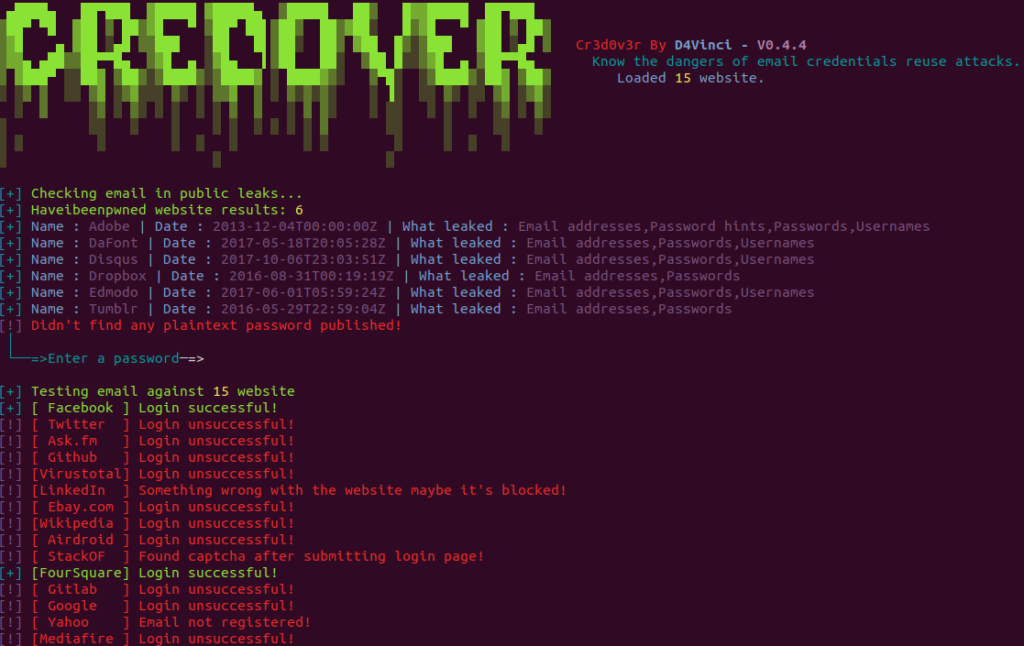 CREDOVER
Cr3d0v3r By D4Vinci - V0.4.4
Know the dangers of email credentials reuse attacks.
Loaded 15 website.
[+] Checking email in public leaks...
[+] Haveibeenpwned website results: 6
[+] Name : Adobe | Date : 2013-12-04T00:00:00Z | What leaked : Email addresses,Password hints,Passwords,Usernames
[+] Name : DaFont | Date : 2017-05-18T20:05:28Z | What leaked : Email addresses,Passwords,Usernames
[+] Name : Disqus | Date : 2017-10-06T23:03:51Z | What leaked : Email addresses,Passwords,Usernames
[+] Name : Dropbox | Date : 2016-08-31T00:19:19Z | What leaked : Email addresses,Passwords
[+] Name : Edmodo | Date : 2017-06-01T05:59:24Z | What leaked : Email addresses,Passwords,Usernames
[+] Name : Tumblr | Date : 2016-05-29T22:59:04Z | What leaked : Email addresses,Passwords
[!] Didn't find any plaintext password published!
└──=>Enter a password─=>
[+] Testing email against 15 website
[+] [ Facebook ] Login successful!
[!] [ Twitter  ] Login unsuccessful!
[!] [ Ask.fm   ] Login unsuccessful!
[!] [ Github   ] Login unsuccessful!
[!] [Virustotal] Login unsuccessful!
[!] [LinkedIn  ] Something wrong with the website maybe it's blocked!
[!] [ Ebay.com ] Login unsuccessful!
[!] [Wikipedia ] Login unsuccessful!
[!] [ Airdroid ] Login unsuccessful!
[!] [ StackOF  ] Found captcha after submitting login page!
[+] [FourSquare] Login successful!
[!] [ Gitlab   ] Login unsuccessful!
[!] [ Google   ] Login unsuccessful!
[!] [ Yahoo    ] Email not registered!
[!] [Mediafire ] Login unsuccessful!